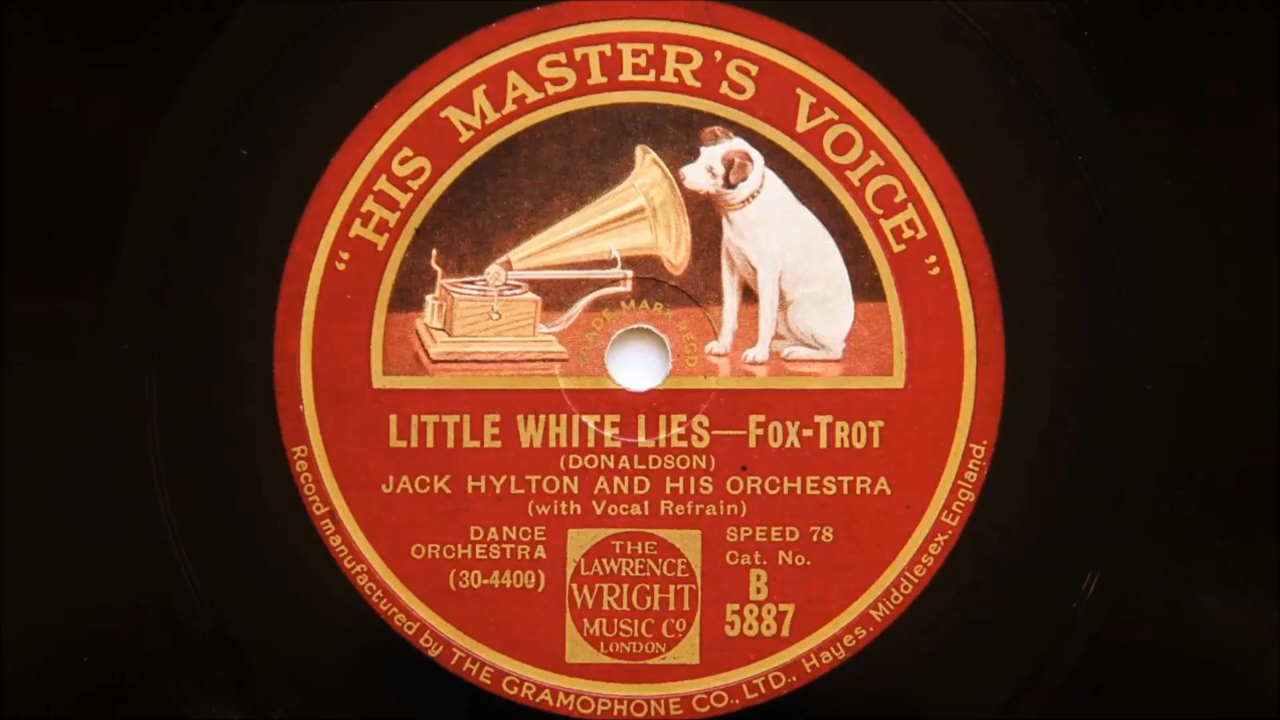 “HIS MASTER'S VOICE”
TRADE MARK REGD
LITTLE WHITE LIES—FOX-TROT
(DONALDSON)
JACK HYLTON AND HIS ORCHESTRA
(with Vocal Refrain)
DANCE
ORCHESTRA
(30-4400)
THE
LAWRENCE
WRIGHT
MUSIC Cº
LONDON
SPEED 78
Cat. No.
B
5887
Record manufactured by THE GRAMOPHONE CO., LTD., Hayes, Middlesex, England.